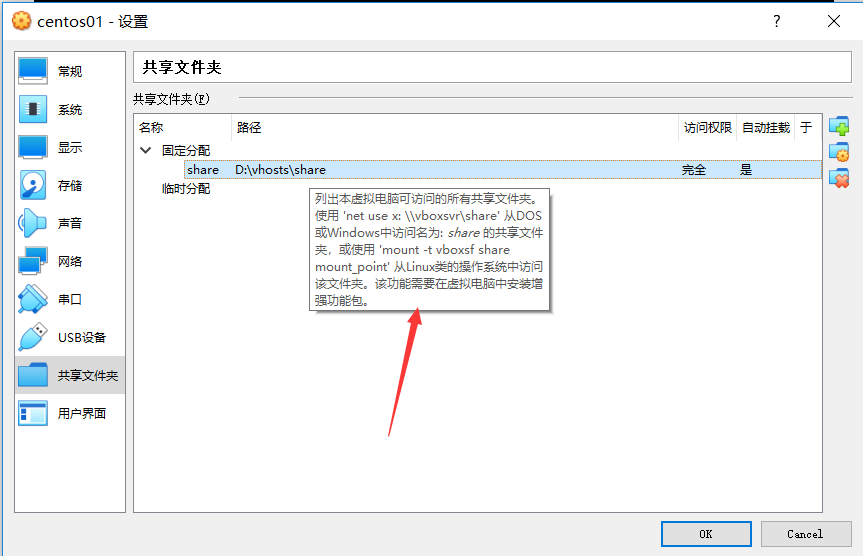 centos01 - 设置
?
常规
系统
显示
存储
声音
网络
串口
USB设备
共享文件夹
用户界面
共享文件夹
共享文件夹(F)
名称 路径 访问权限 自动挂载 于
固定分配
share D:\vhosts\share 完全 是
临时分配
列出本虚拟电脑可访问的所有共享文件夹。
使用 'net use x: \\vboxsvr\share' 从DOS
或Windows中访问名为: share 的共享文件
夹，或使用 'mount -t vboxsf share
mount_point' 从Linux类的操作系统中访问
该文件夹。该功能需要在虚拟电脑中安装增
强功能包。
OK Cancel